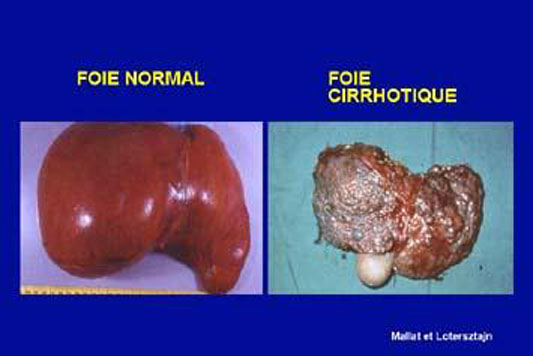 FOIE NORMAL
FOIE
CIRRHOTIQUE
Mallat et Lotersztajn